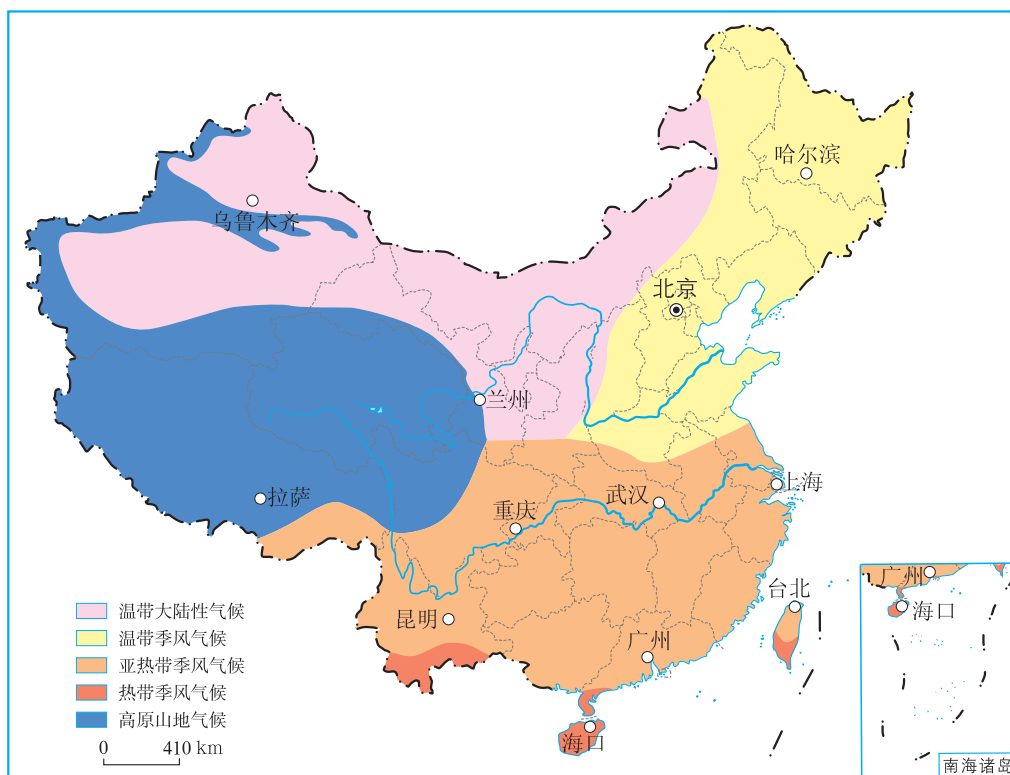 哈尔滨
乌鲁木齐
北京
兰州
拉萨
重庆
武汉
上海
昆明
广州
台北
海口
广州
海口
南海诸岛
温带大陆性气候
温带季风气候
亚热带季风气候
热带季风气候
高原山地气候
0 410 km